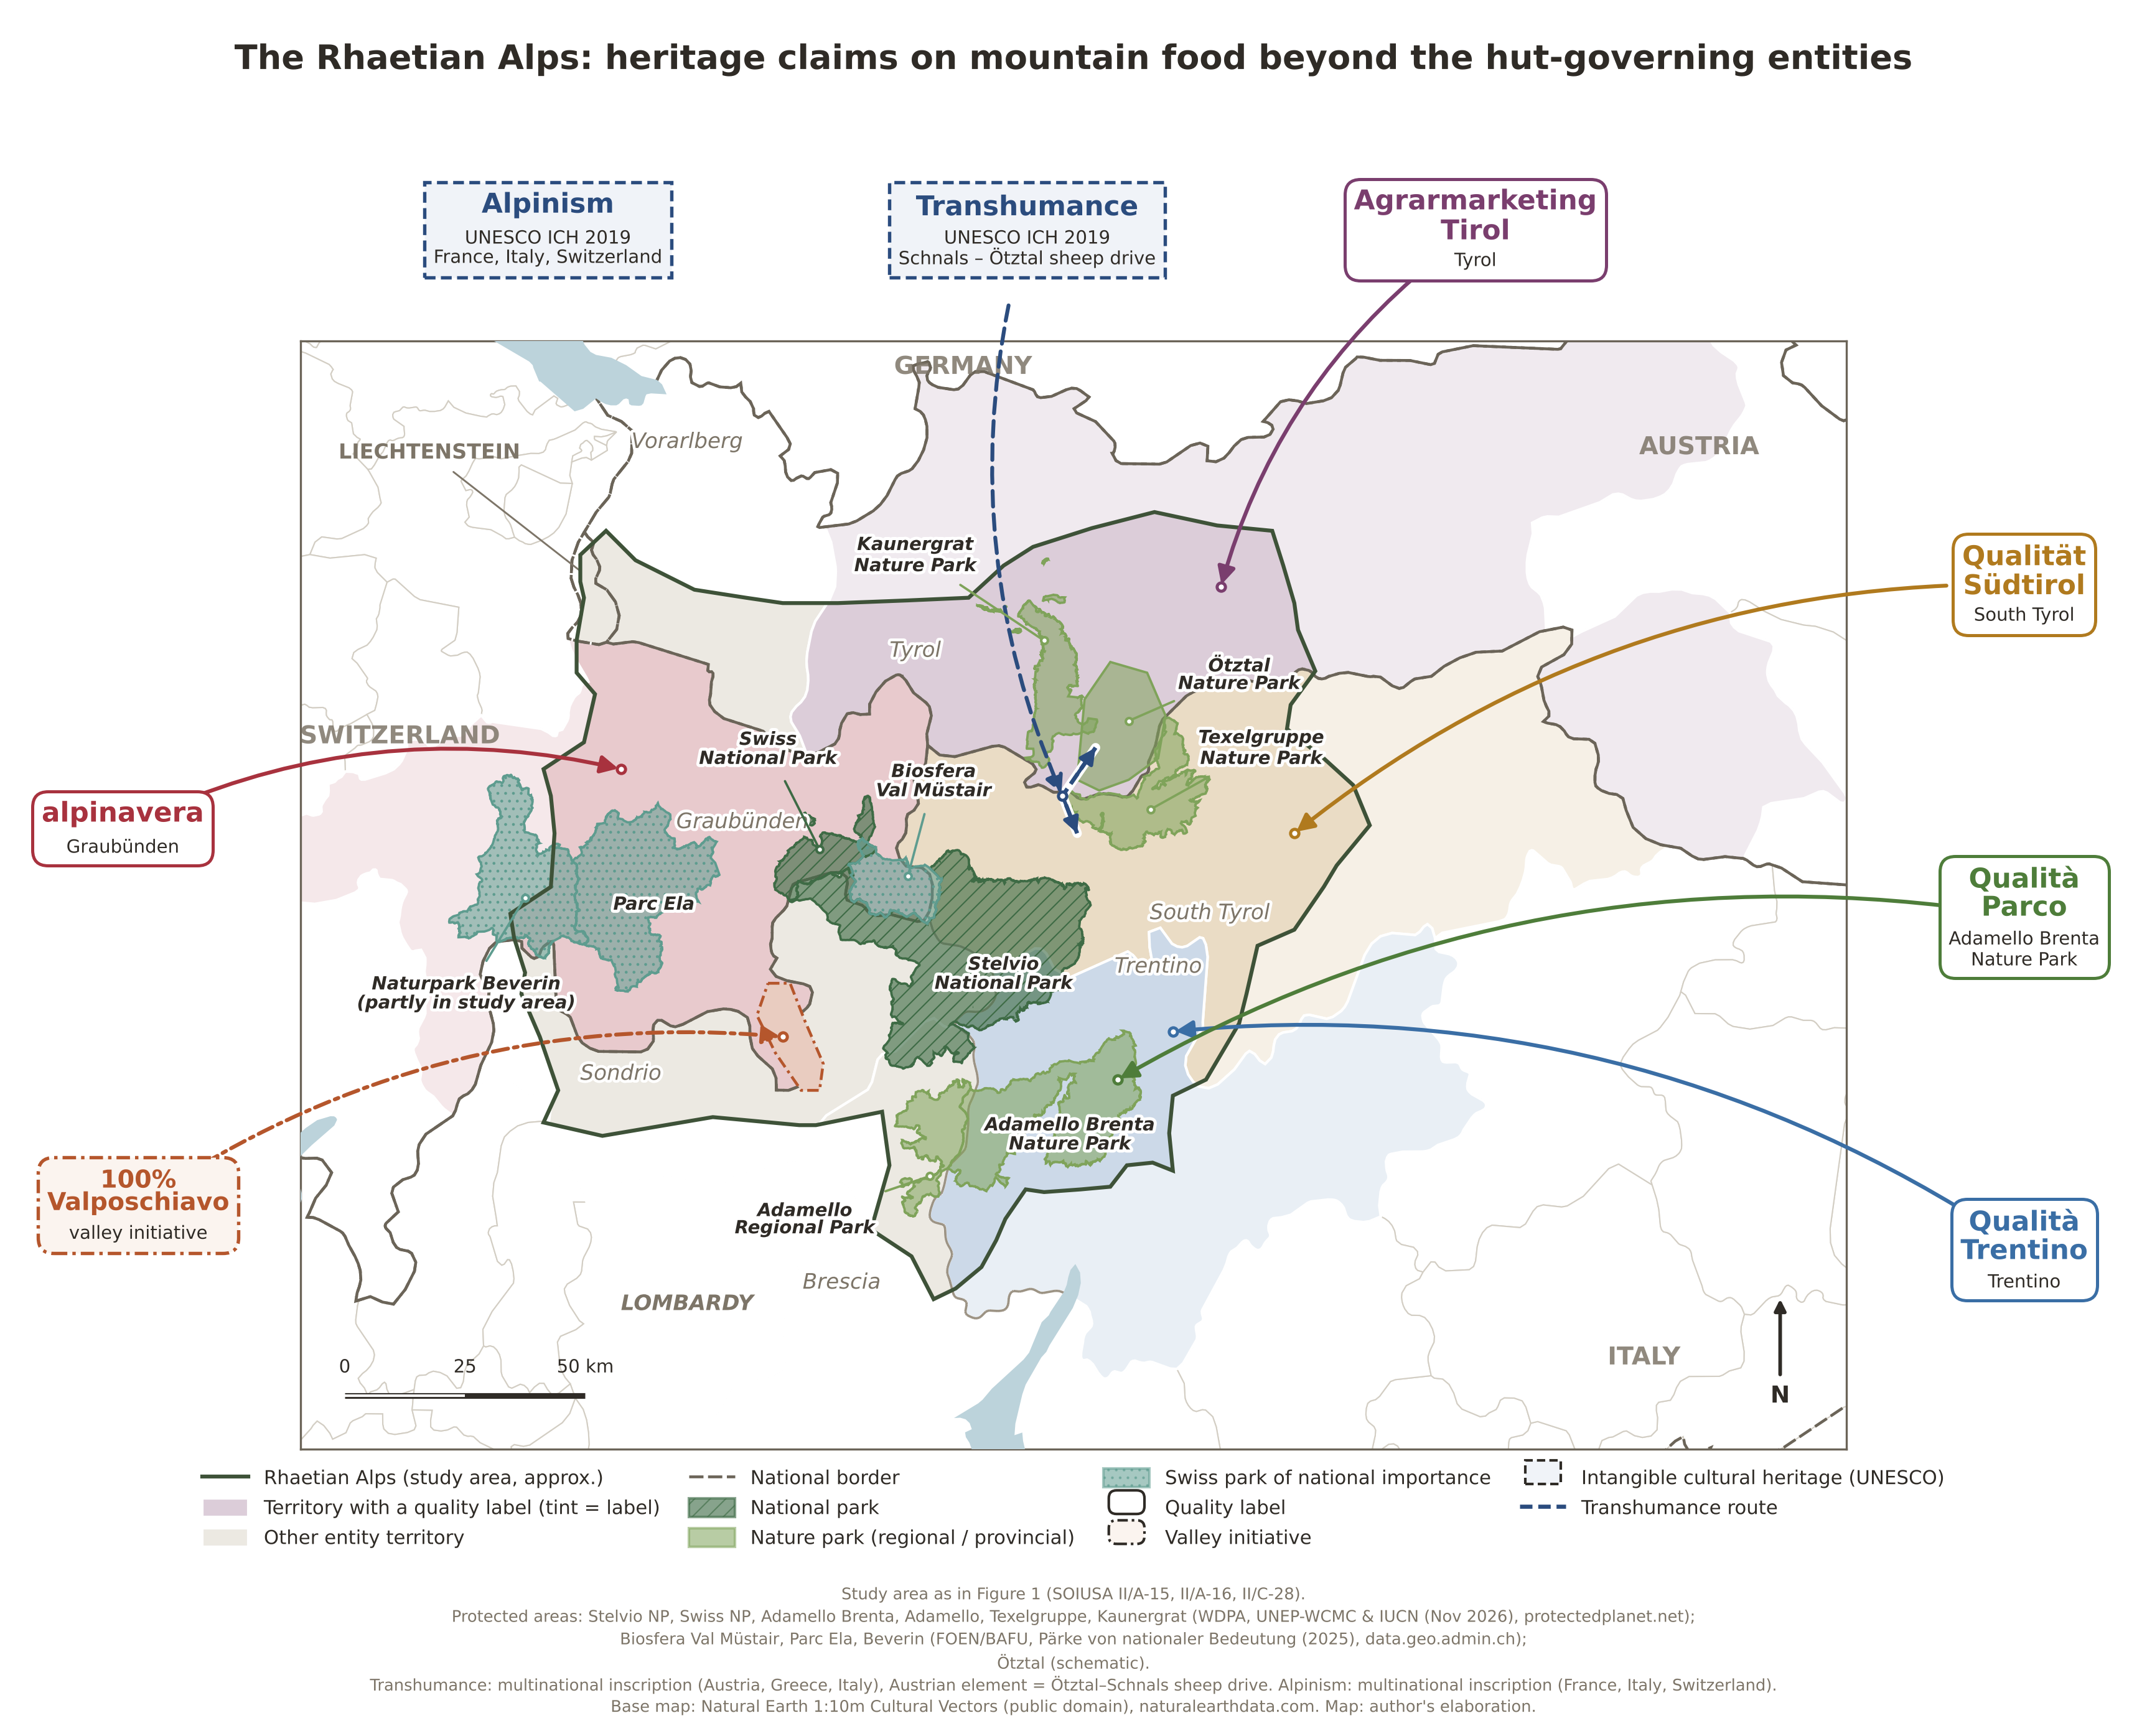 The Rhaetian Alps: heritage claims on mountain food beyond the hut-governing entities
Alpinism
UNESCO ICH 2019
France, Italy, Switzerland
Transhumance
UNESCO ICH 2019
Schnals – Ötztal sheep drive
Agrarmarketing
Tirol
Tyrol
GERMANY
AUSTRIA
LIECHTENSTEIN
Vorarlberg
Kaunergrat
Nature Park
Qualität
Südtirol
South Tyrol
Tyrol
Ötztal
Nature Park
SWITZERLAND
Swiss
National Park
Texelgruppe
Nature Park
Biosfera
Val Müstair
alpinavera
Graubünden
Graubünden
Parc Ela
Qualità
Parco
Adamello Brenta
Nature Park
South Tyrol
Stelvio
National Park
Trentino
Naturpark Beverin
(partly in study area)
Sondrio
Adamello Brenta
Nature Park
100%
Valposchiavo
valley initiative
Adamello
Regional Park
Qualità
Trentino
Trentino
Brescia
LOMBARDY
ITALY
0 25 50 km
N
Rhaetian Alps (study area, approx.)
Territory with a quality label (tint = label)
Other entity territory
National border
National park
Nature park (regional / provincial)
Swiss park of national importance
Quality label
Valley initiative
Intangible cultural heritage (UNESCO)
Transhumance route
Study area as in Figure 1 (SOIUSA II/A-15, II/A-16, II/C-28).
Protected areas: Stelvio NP, Swiss NP, Adamello Brenta, Adamello, Texelgruppe, Kaunergrat (WDPA, UNEP-WCMC & IUCN (Nov 2026), protectedplanet.net);
Biosfera Val Müstair, Parc Ela, Beverin (FOEN/BAFU, Pärke von nationaler Bedeutung (2025), data.geo.admin.ch);
Ötztal (schematic).
Transhumance: multinational inscription (Austria, Greece, Italy), Austrian element = Ötztal–Schnals sheep drive. Alpinism: multinational inscription (France, Italy, Switzerland).
Base map: Natural Earth 1:10m Cultural Vectors (public domain), naturalearthdata.com. Map: author's elaboration.